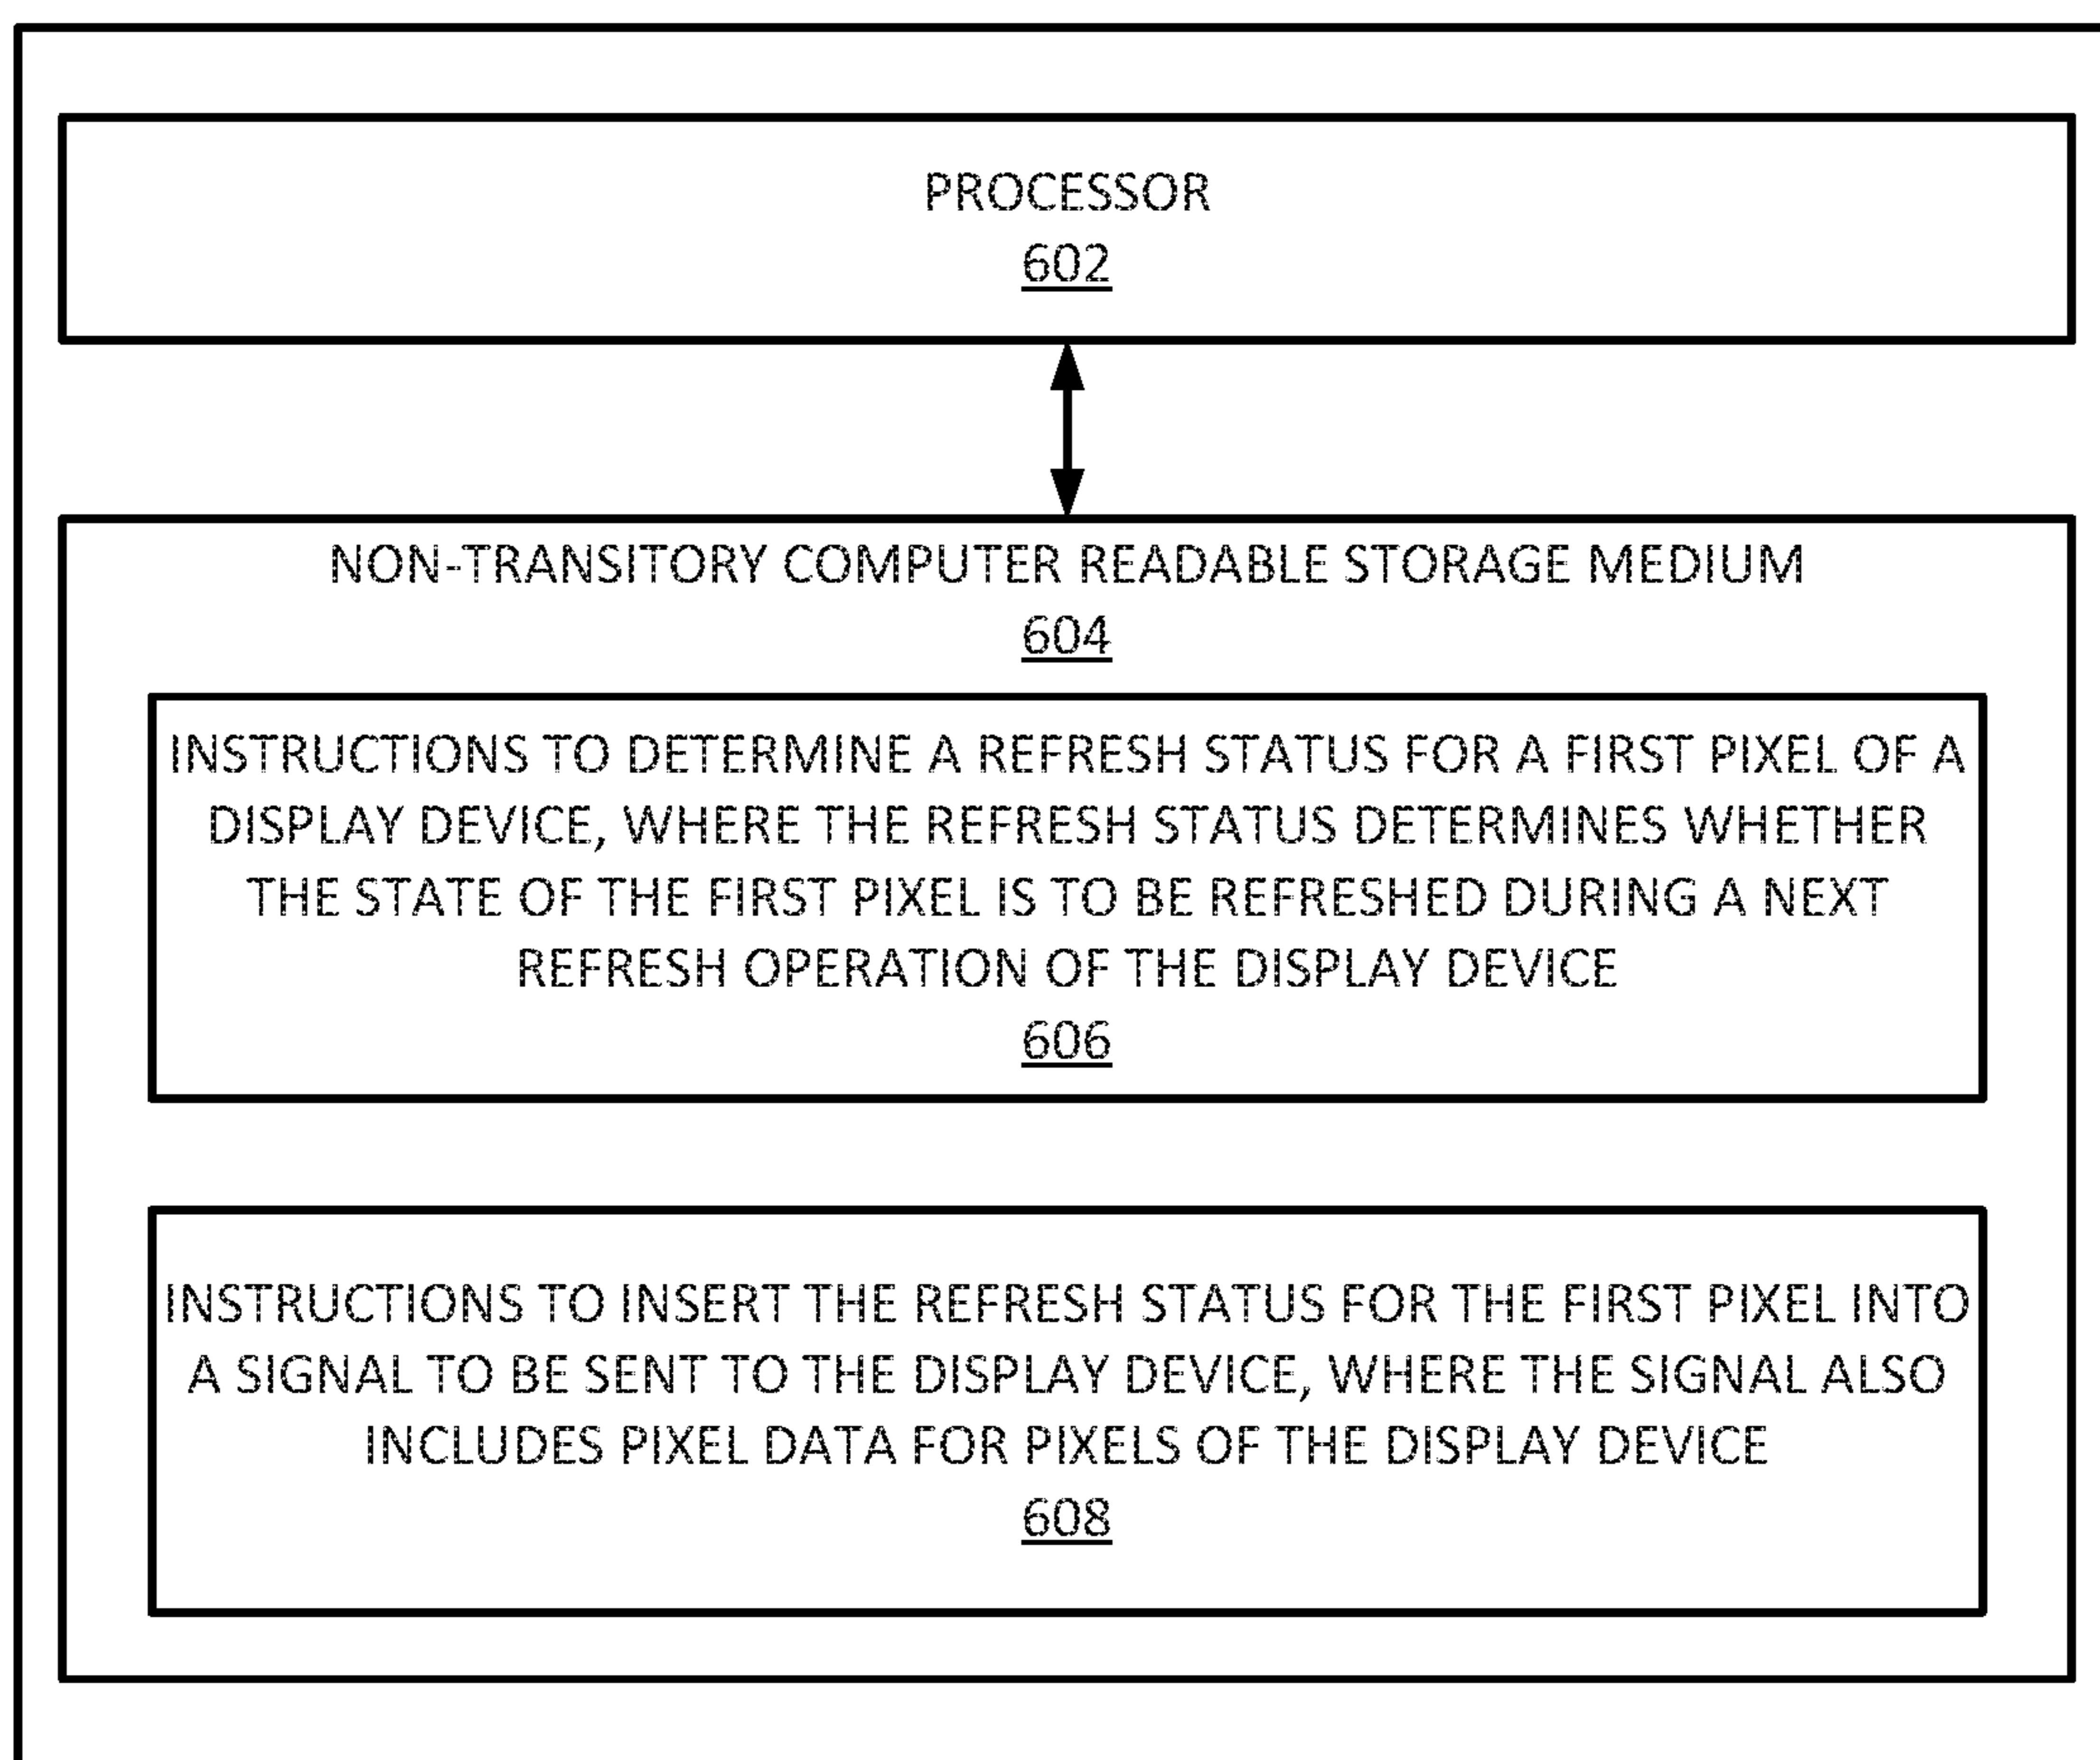 PROCESSOR
602
NON-TRANSITORY COMPUTER READABLE STORAGE MEDIUM
604
INSTRUCTIONS TO DETERMINE A REFRESH STATUS FOR A FIRST PIXEL OF A
DISPLAY DEVICE, WHERE THE REFRESH STATUS DETERMINES WHETHER
THE STATE OF THE FIRST PIXEL IS TO BE REFRESHED DURING A NEXT
REFRESH OPERATION OF THE DISPLAY DEVICE
606
INSTRUCTIONS TO INSERT THE REFRESH STATUS FOR THE FIRST PIXEL INTO
A SIGNAL TO BE SENT TO THE DISPLAY DEVICE, WHERE THE SIGNAL ALSO
INCLUDES PIXEL DATA FOR PIXELS OF THE DISPLAY DEVICE
608